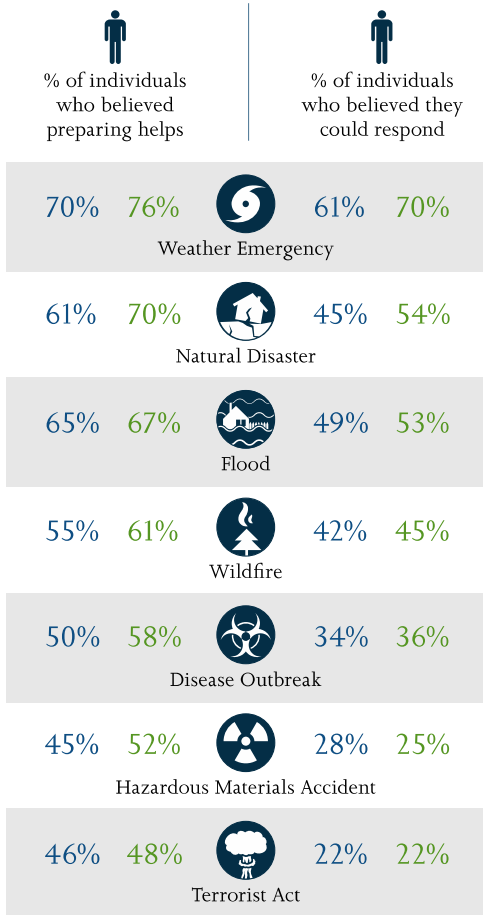 % of individuals
who believed
preparing helps
% of individuals
who believed they
could respond
70% 76% 61% 70%
Weather Emergency
61% 70% 45% 54%
Natural Disaster
65% 67% 49% 53%
Flood
55% 61% 42% 45%
Wildfire
50% 58% 34% 36%
Disease Outbreak
45% 52% 28% 25%
Hazardous Materials Accident
46% 48% 22% 22%
Terrorist Act